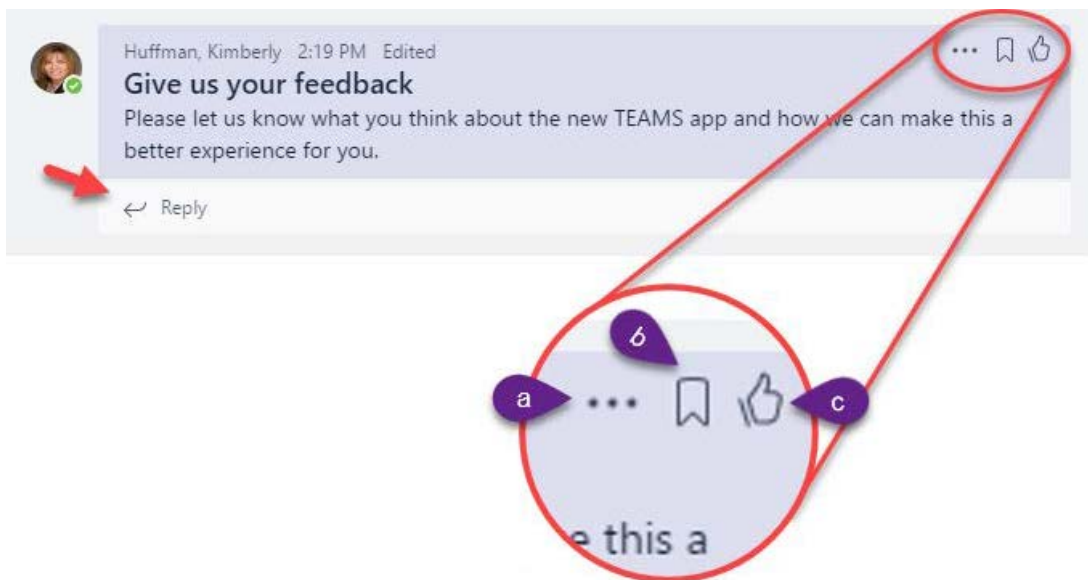 Huffman, Kimberly 2:19 PM Edited
Give us your feedback
Please let us know what you think about the new TEAMS app and how we can make this a
better experience for you.
Reply
b
a
c
e this a